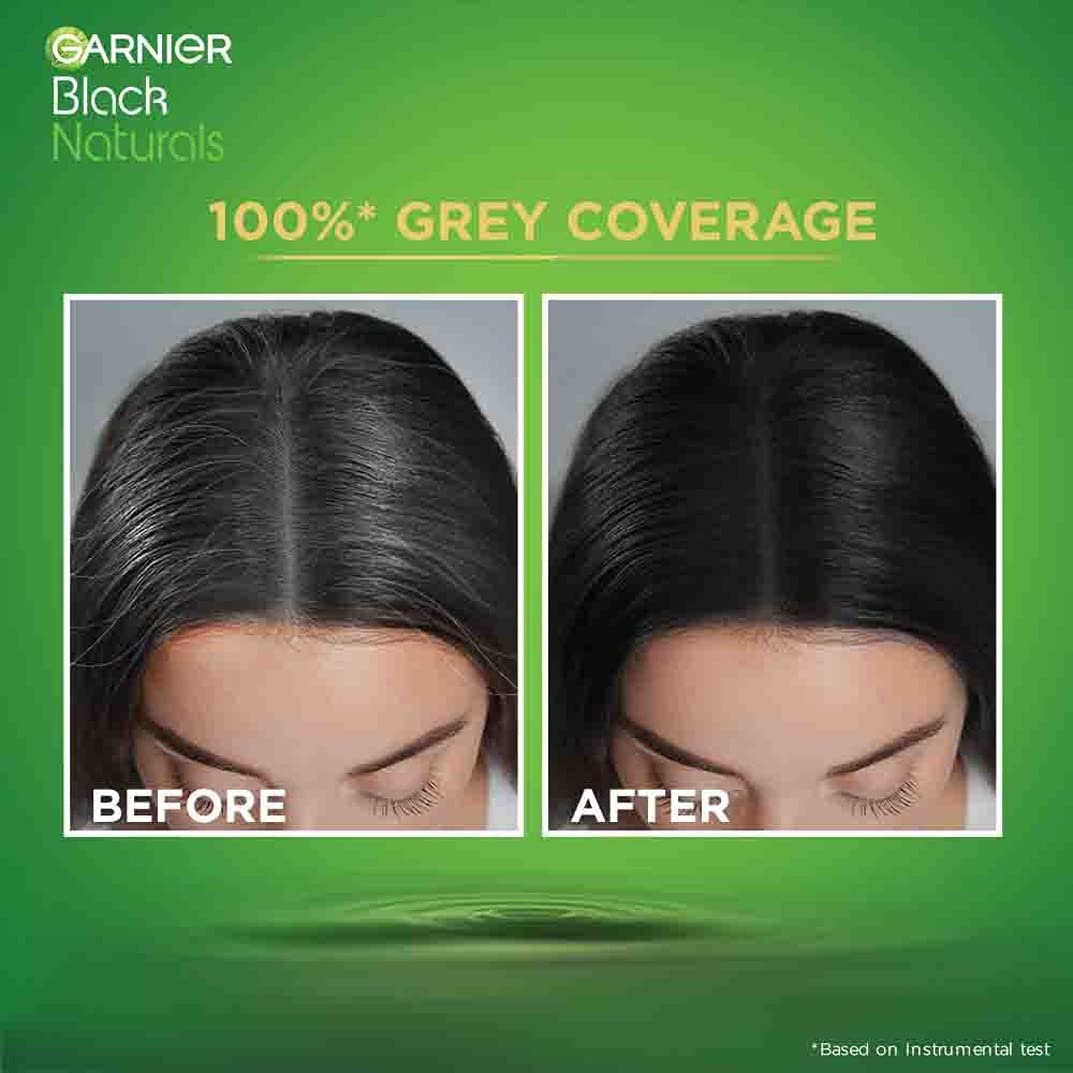 GARNIER
Black
Naturals
100%* GREY COVERAGE
BEFORE
AFTER
*Based on Instrumental test